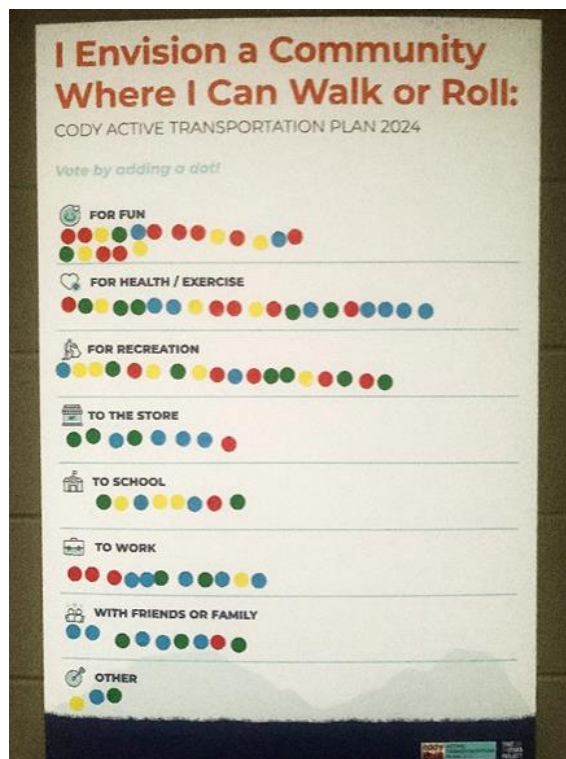 I Envision a Community
Where I Can Walk or Roll:
CODY ACTIVE TRANSPORTATION PLAN 2024
Vote by adding a dot!
FOR FUN
FOR HEALTH / EXERCISE
FOR RECREATION
TO THE STORE
TO SCHOOL
TO WORK
WITH FRIENDS OR FAMILY
OTHER
cody